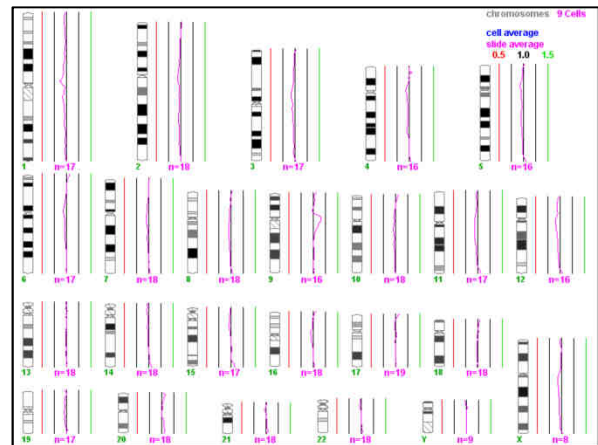 chromosomes 9 Cells
cell average
slide average
0.5 1.0 1.5
1 n=17
2 n=18
3 n=17
4 n=16
5 n=16
6 n=17
7 n=18
8 n=18
9 n=16
10 n=18
11 n=17
12 n=16
13 n=18
14 n=18
15 n=17
16 n=18
17 n=19
18 n=18
19 n=17
20 n=18
21 n=18
22 n=18
Y n=9
X n=8